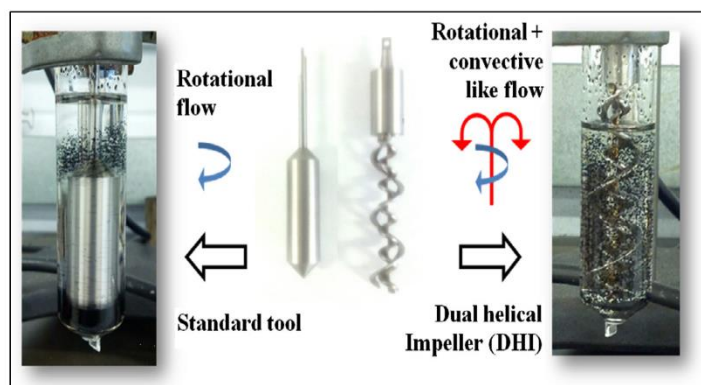 Rotational
flow
Standard tool
Rotational +
convective
like flow
Dual helical
Impeller (DHI)